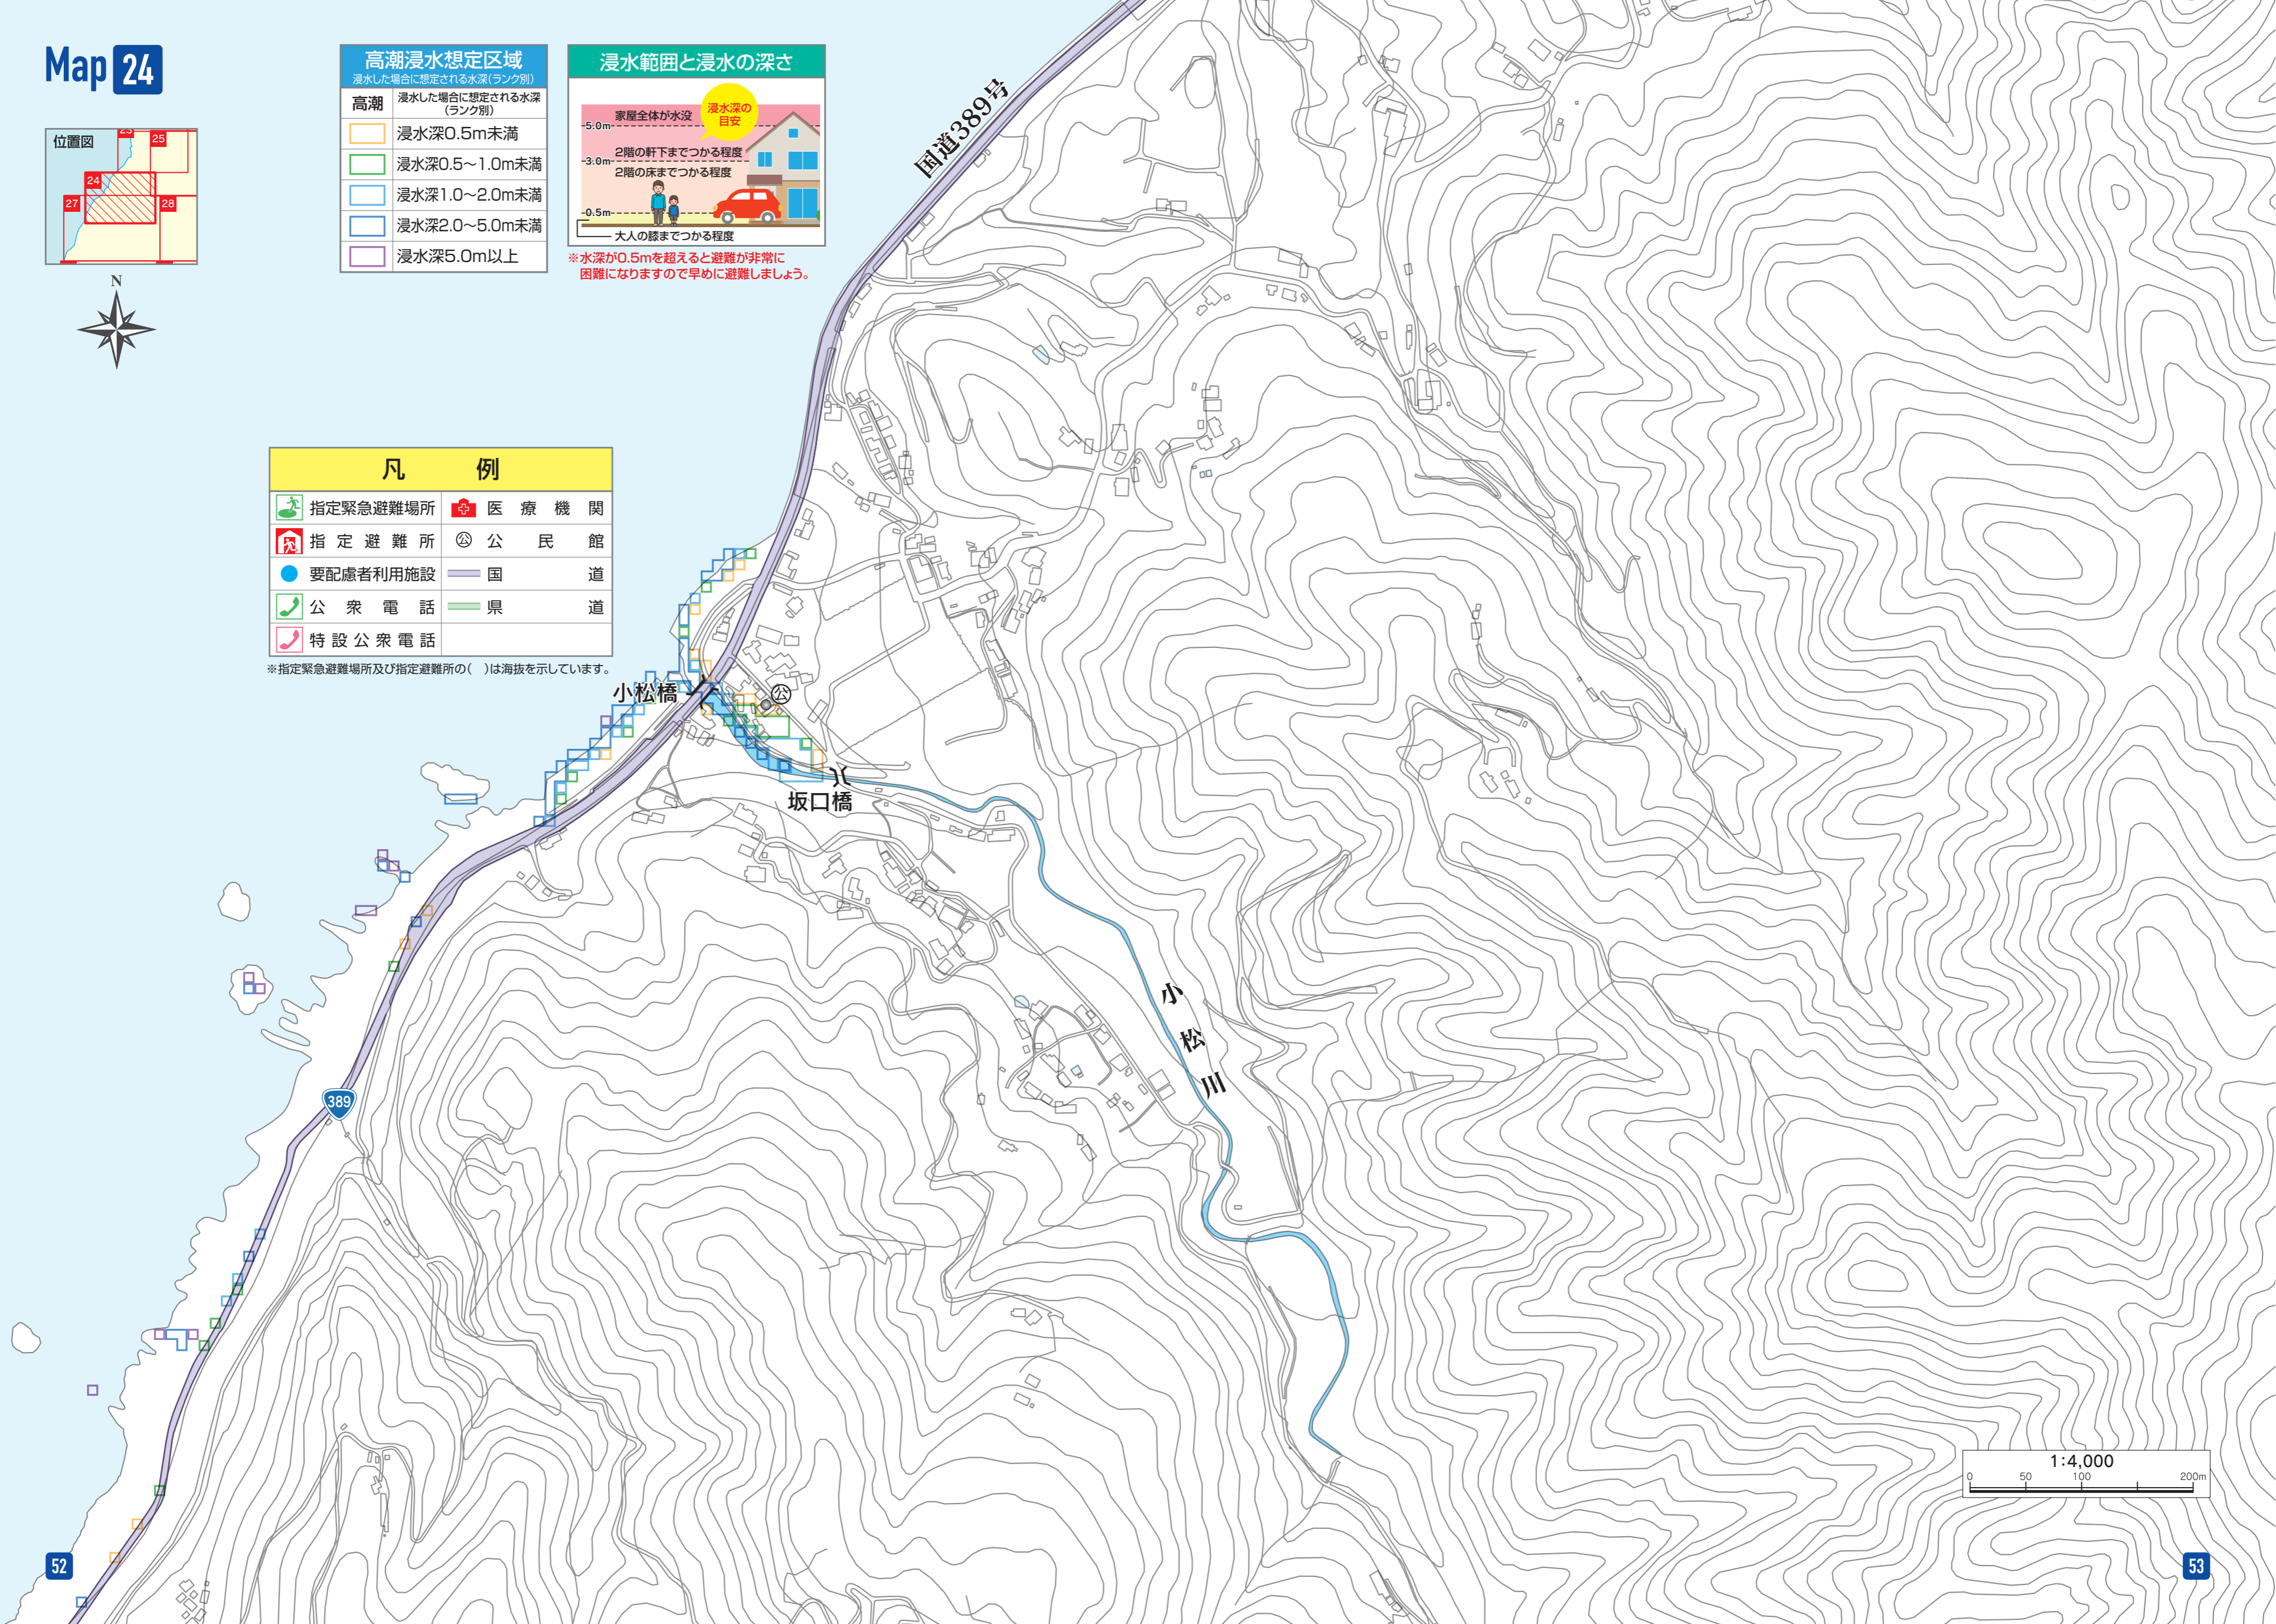 Map 24
位置図
23
25
24
27
28
N
高潮浸水想定区域
浸水した場合に想定される水深(ランク別)
高潮
浸水した場合に想定される水深
(ランク別)
浸水深0.5m未満
浸水深0.5〜1.0m未満
浸水深1.0〜2.0m未満
浸水深2.0〜5.0m未満
浸水深5.0m以上
浸水範囲と浸水の深さ
浸水深の
目安
家屋全体が水没
5.0m
2階の軒下までつかる程度
3.0m
2階の床までつかる程度
0.5m
大人の膝までつかる程度
※水深が0.5mを超えると避難が非常に
困難になりますので早めに避難しましょう。
国道389号
凡例
指定緊急避難場所
医療機関
指定避難所
公 公民館
要配慮者利用施設
国道
公衆電話
県道
特設公衆電話
※指定緊急避難場所及び指定避難所の( )は海抜を示しています。
小松橋
公
坂口橋
小松川
389
1:4,000
0 50 100 200m
52
53